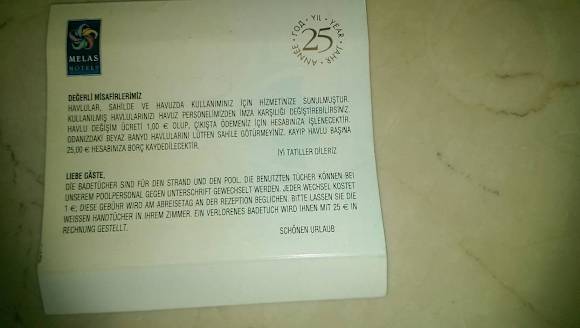 MELAS
HOTELS
ANNÉE • ГОД • YIL • YEAR • JAHR •
25
DEĞERLİ MİSAFİRLERİMİZ
HAVLULAR, SAHİLDE VE HAVUZDA KULLANIMINIZ İÇİN HİZMETİNİZE SUNULMUŞTUR.
KULLANILMIŞ HAVLULARINIZI HAVUZ PERSONELİMİZDEN İMZA KARŞILIĞI DEĞİŞTİREBİLİRSİNİZ.
HAVLU DEĞİŞİM ÜCRETİ 1,00 € OLUP, ÇIKIŞTA ÖDEMENİZ İÇİN HESABINIZA İŞLENECEKTİR.
ODANIZDAKİ BEYAZ BANYO HAVLULARINI LÜTFEN SAHİLE GÖTÜRMEYİNİZ. KAYIP HAVLU BAŞINA
25,00 € HESABINIZA BORÇ KAYDEDİLECEKTİR.
İYİ TATİLLER DİLERİZ
LIEBE GÄSTE,
DIE BADETÜCHER SIND FÜR DEN STRAND UND DEN POOL. DIE BENUTZTEN TÜCHER KÖNNEN BEI
UNSEREM POOLPERSONAL GEGEN UNTERSCHRIFT GEWECHSELT WERDEN. JEDER WECHSEL KOSTET
1 €; DIESE GEBÜHR WIRD AM ABREISETAG AN DER REZEPTION BEGLICHEN. BITTE LASSEN SIE DIE
WEISSEN HANDTÜCHER IN IHREM ZIMMER. EIN VERLORENES BADETUCH WIRD IHNEN MIT 25 € IN
RECHNUNG GESTELLT.
SCHÖNEN URLAUB